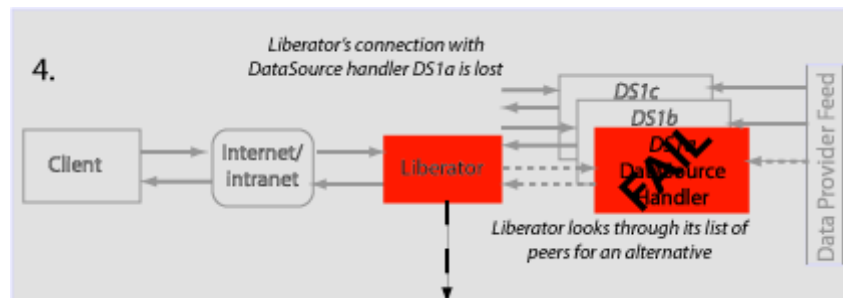 4.
Liberator's connection with
DataSource handler DS1a is lost
DS1c
DS1b
DS1a
DataSource
Handler
FAIL
Client
Internet/
intranet
Liberator
Data Provider Feed
Liberator looks through its list of
peers for an alternative